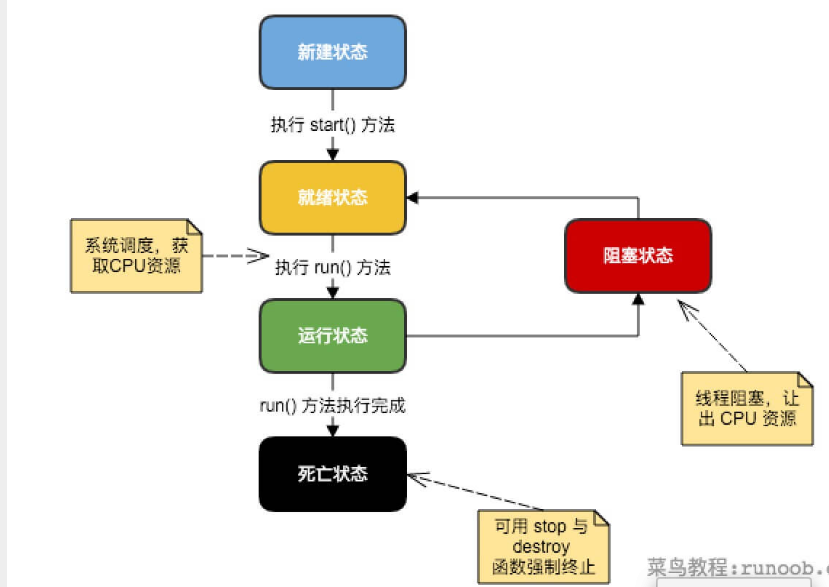 新建状态
执行 start() 方法
就绪状态
系统调度，获
取CPU资源
执行 run() 方法
阻塞状态
运行状态
线程阻塞，让
出 CPU 资源
run() 方法执行完成
死亡状态
可用 stop 与
destroy
函数强制终止
菜鸟教程:runoob.